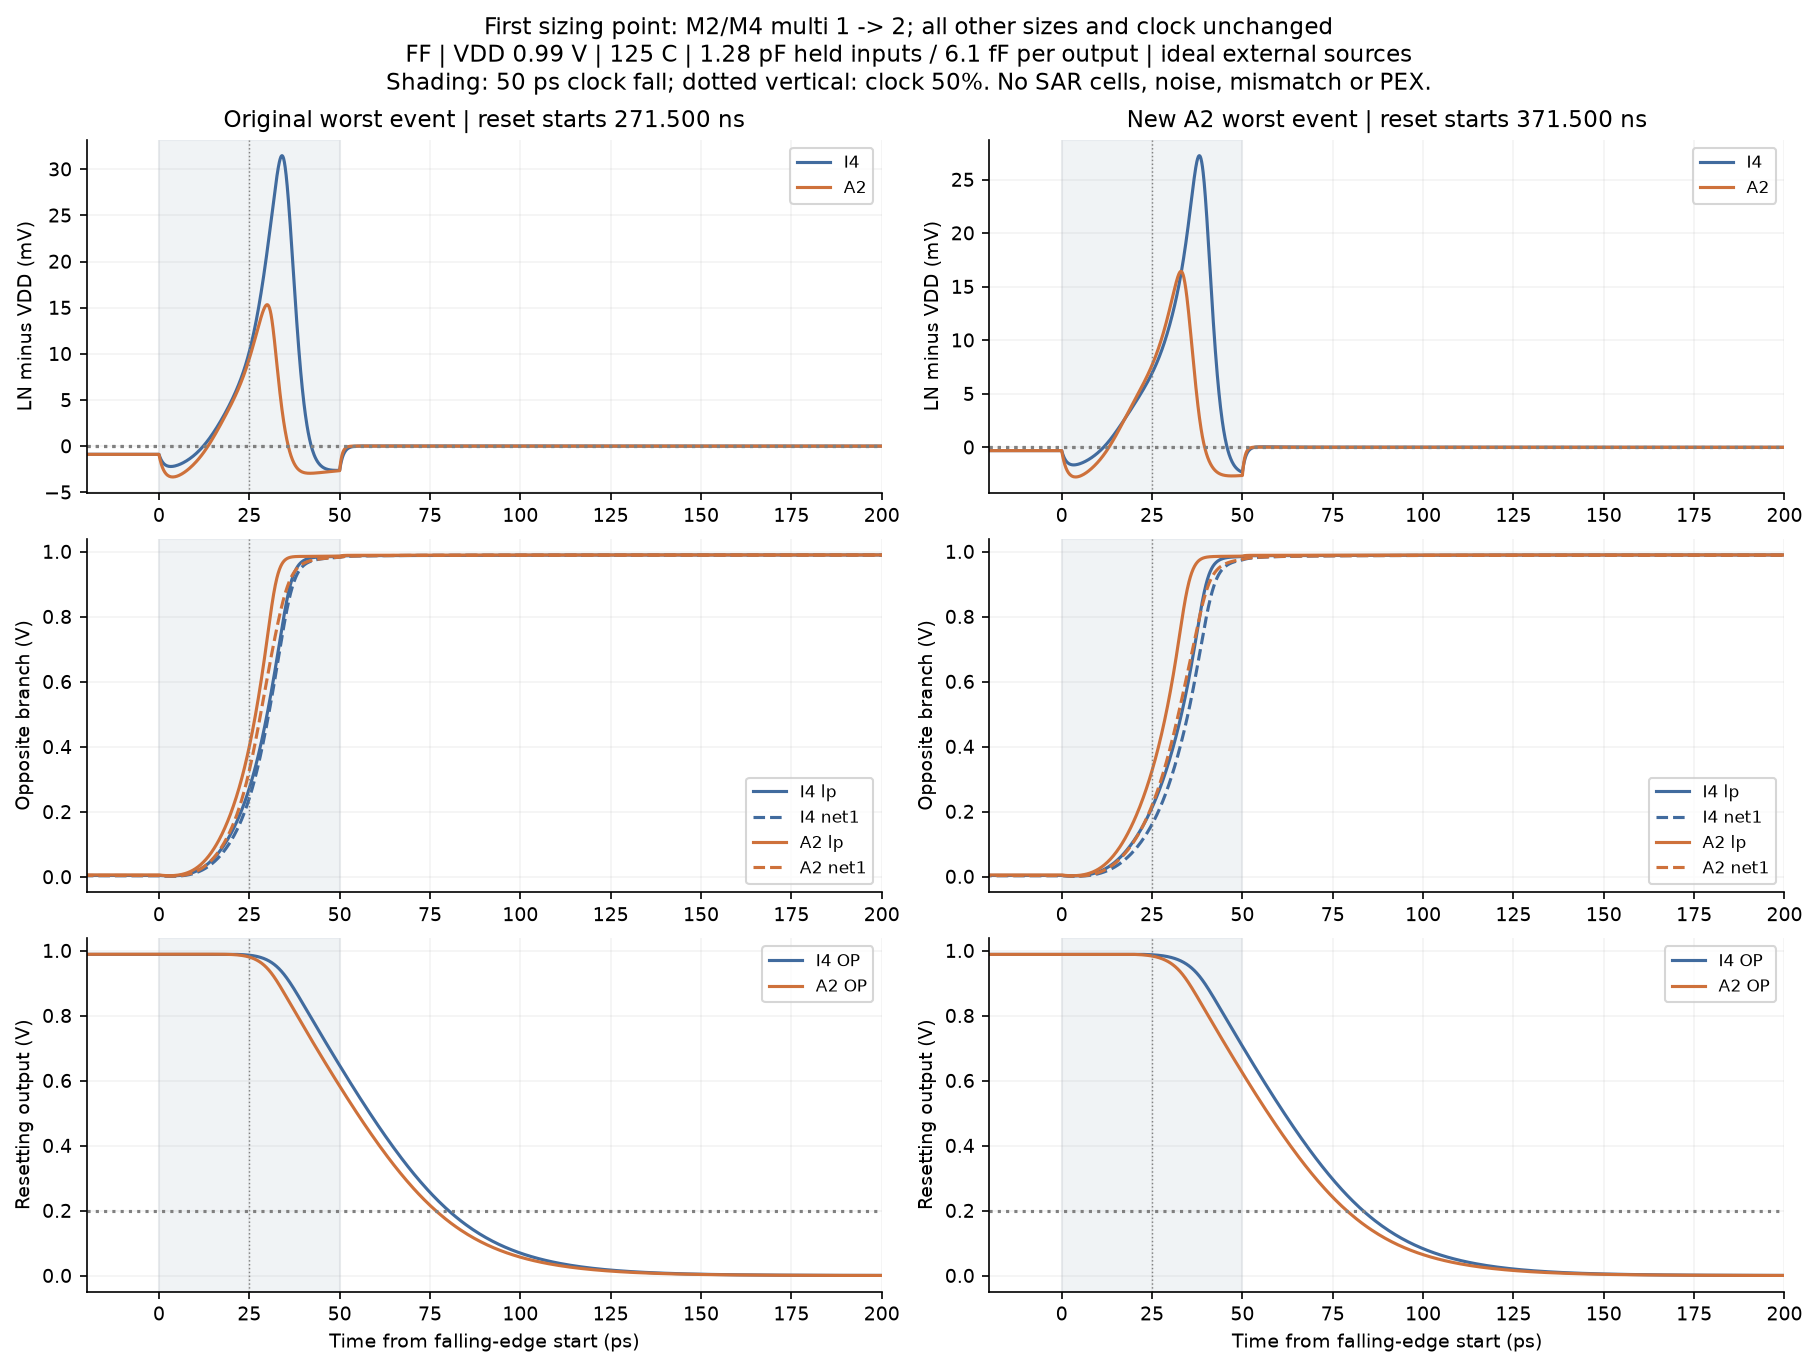 First sizing point: M2/M4 multi 1 -> 2; all other sizes and clock unchanged
FF | VDD 0.99 V | 125 C | 1.28 pF held inputs / 6.1 fF per output | ideal external sources
Shading: 50 ps clock fall; dotted vertical: clock 50%. No SAR cells, noise, mismatch or PEX.
Original worst event | reset starts 271.500 ns
LN minus VDD (mV)
30
25
20
15
10
5
0
−5
I4
A2
0 25 50 75 100 125 150 175 200
New A2 worst event | reset starts 371.500 ns
LN minus VDD (mV)
25
20
15
10
5
0
I4
A2
0 25 50 75 100 125 150 175 200
Opposite branch (V)
1.0
0.8
0.6
0.4
0.2
0.0
I4 lp
I4 net1
A2 lp
A2 net1
0 25 50 75 100 125 150 175 200
Opposite branch (V)
1.0
0.8
0.6
0.4
0.2
0.0
I4 lp
I4 net1
A2 lp
A2 net1
0 25 50 75 100 125 150 175 200
Resetting output (V)
1.0
0.8
0.6
0.4
0.2
0.0
I4 OP
A2 OP
0 25 50 75 100 125 150 175 200
Time from falling-edge start (ps)
Resetting output (V)
1.0
0.8
0.6
0.4
0.2
0.0
I4 OP
A2 OP
0 25 50 75 100 125 150 175 200
Time from falling-edge start (ps)